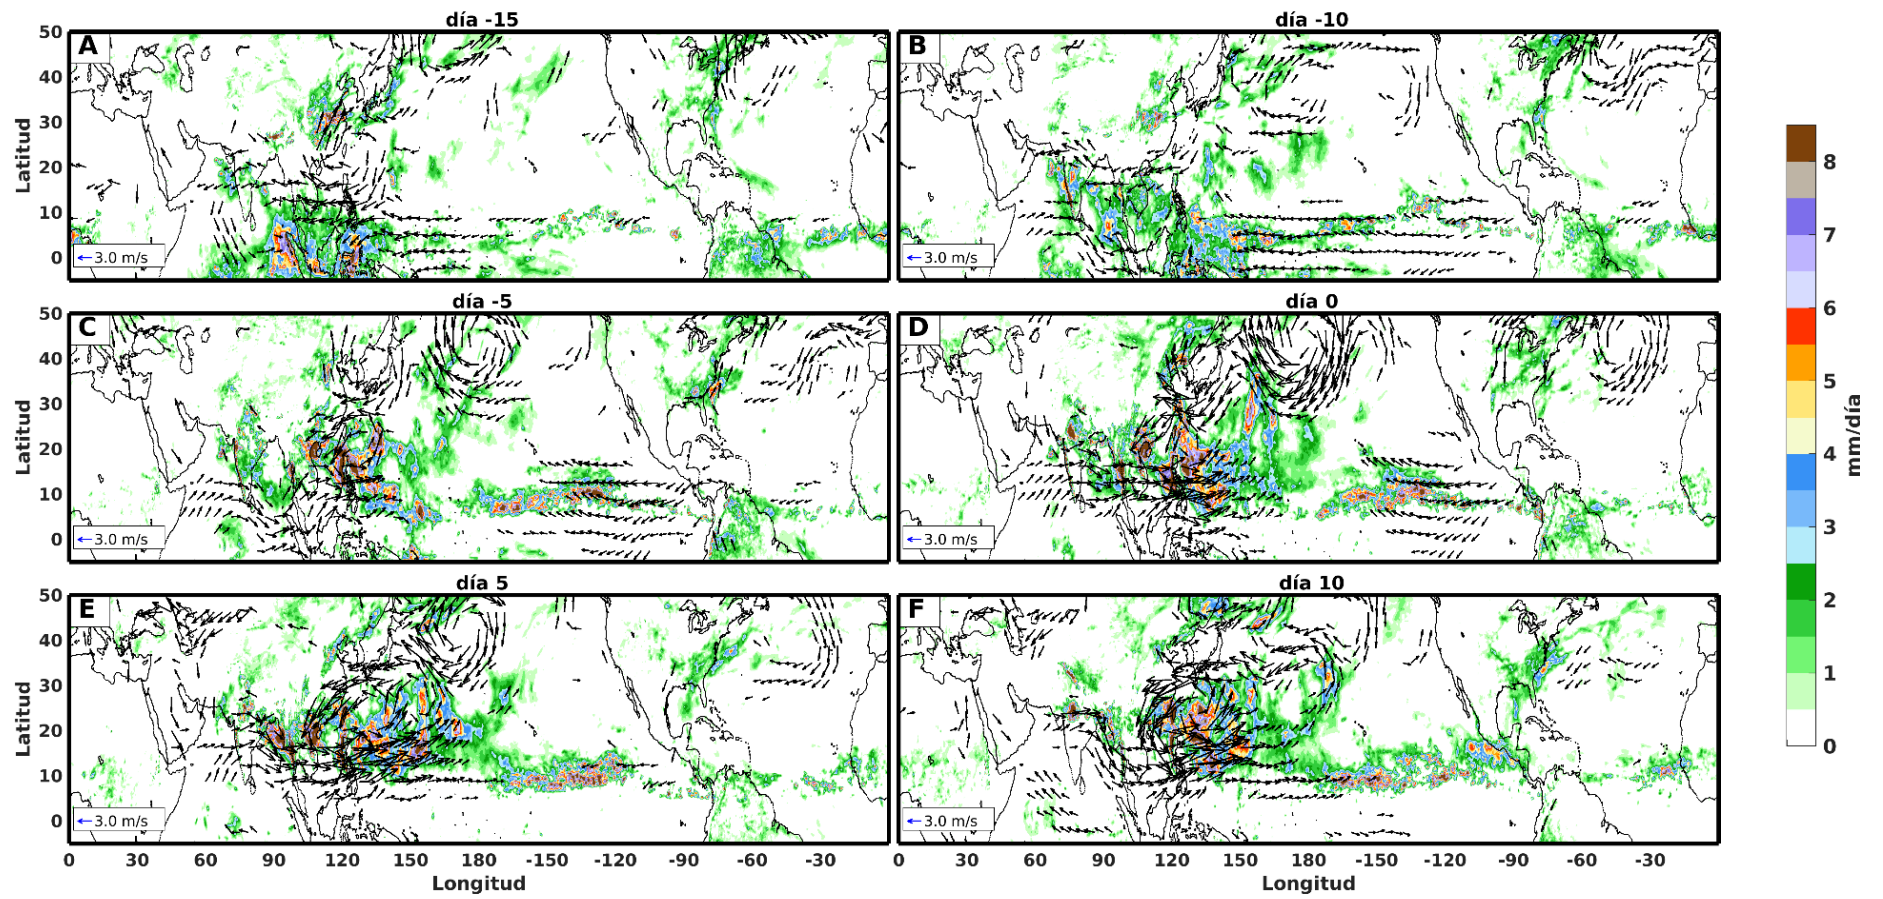 día -15
día -10
50
A
B
40
30
20
10
0
Latitud
3.0 m/s
3.0 m/s
día -5
día 0
50
C
D
40
30
20
10
0
Latitud
3.0 m/s
3.0 m/s
día 5
día 10
50
E
F
40
30
20
10
0
Latitud
3.0 m/s
3.0 m/s
0 30 60 90 120 150 180 -150 -120 -90 -60 -30
0 30 60 90 120 150 180 -150 -120 -90 -60 -30
Longitud
Longitud
8
7
6
5
4
3
2
1
0
mm/día